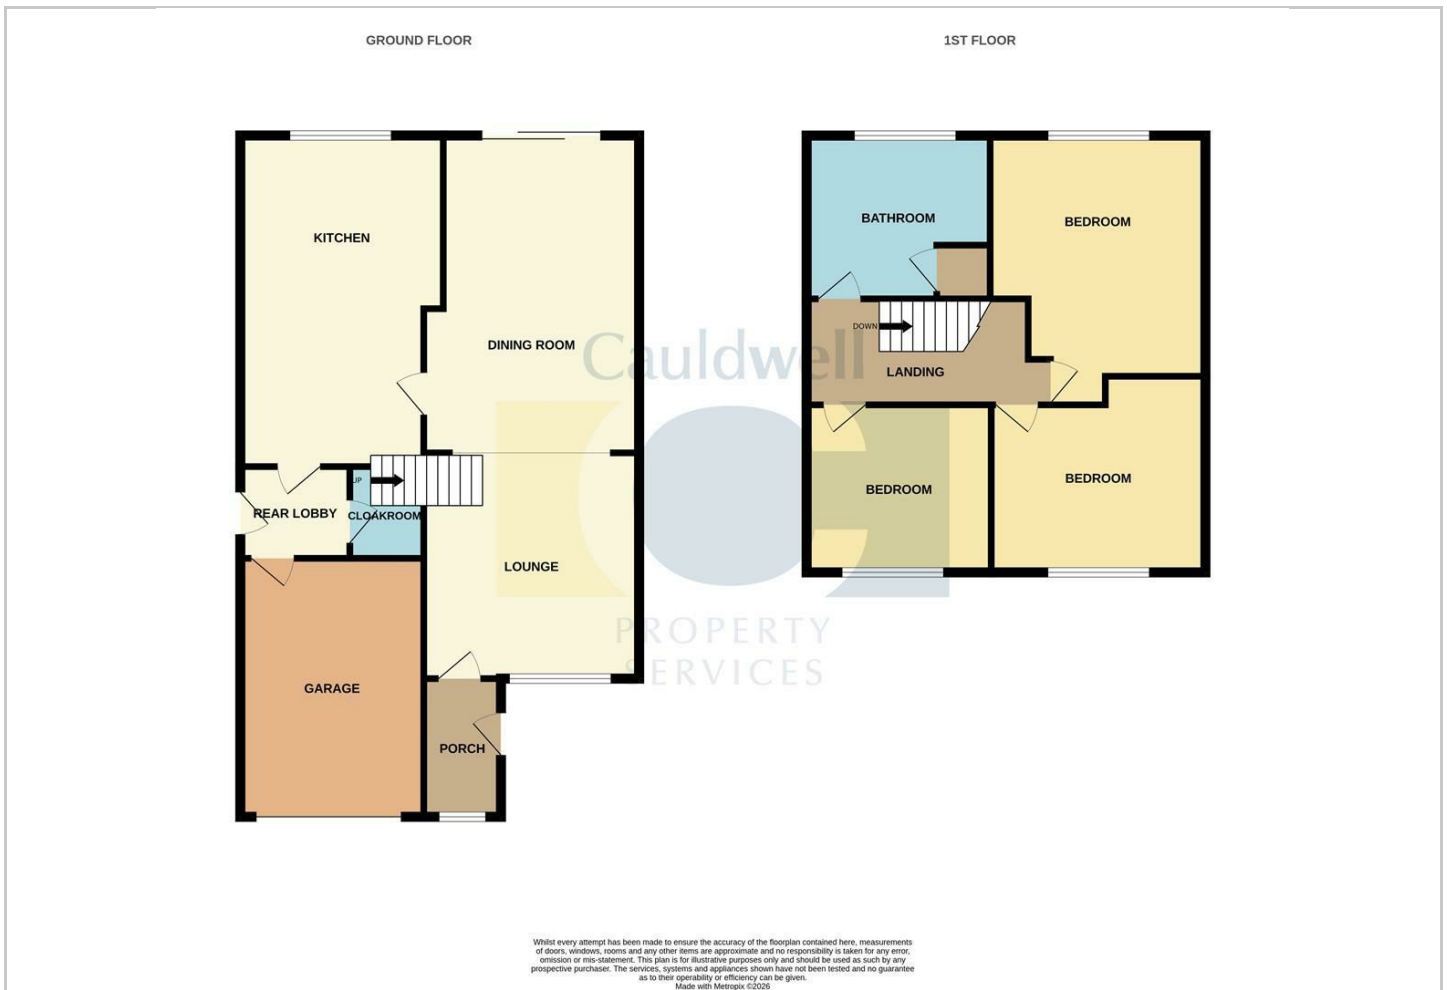 GROUND FLOOR
1ST FLOOR
KITCHEN
DINING ROOM
UP
REAR LOBBY
CLOAKROOM
LOUNGE
GARAGE
PORCH
BATHROOM
BEDROOM
DOWN
LANDING
BEDROOM
BEDROOM
Cauldwell
PROPERTY
SERVICES
Whilst every attempt has been made to ensure the accuracy of the floorplan contained here, measurements
of doors, windows, rooms and any other items are approximate and no responsibility is taken for any error,
omission or mis-statement. This plan is for illustrative purposes only and should be used as such by any
prospective purchaser. The services, systems and appliances shown have not been tested and no guarantee
as to their operability or efficiency can be given.
Made with Metropix ©2026